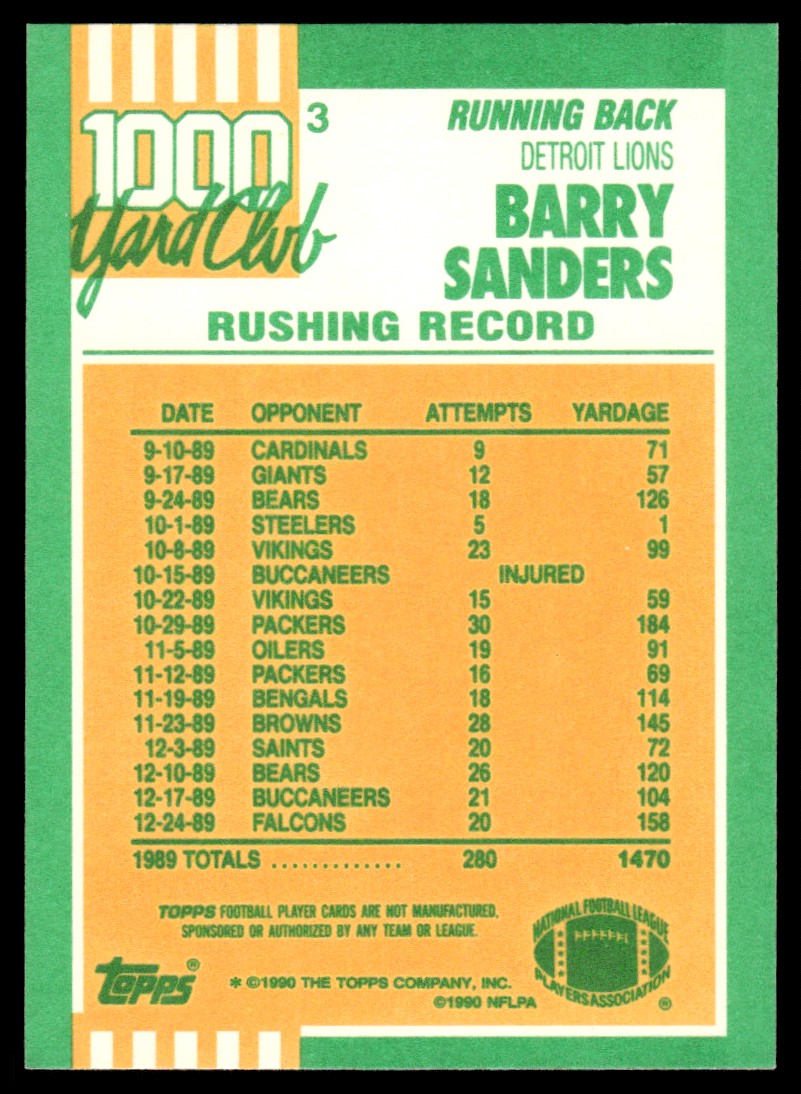 1000
Yard Club
3
RUNNING BACK
DETROIT LIONS
BARRY
SANDERS
RUSHING RECORD
DATE OPPONENT ATTEMPTS YARDAGE
9-10-89 CARDINALS 9 71
9-17-89 GIANTS 12 57
9-24-89 BEARS 18 126
10-1-89 STEELERS 5 1
10-8-89 VIKINGS 23 99
10-15-89 BUCCANEERS INJURED
10-22-89 VIKINGS 15 59
10-29-89 PACKERS 30 184
11-5-89 OILERS 19 91
11-12-89 PACKERS 16 69
11-19-89 BENGALS 18 114
11-23-89 BROWNS 28 145
12-3-89 SAINTS 20 72
12-10-89 BEARS 26 120
12-17-89 BUCCANEERS 21 104
12-24-89 FALCONS 20 158
1989 TOTALS ............. 280 1470
TOPPS FOOTBALL PLAYER CARDS ARE NOT MANUFACTURED,
SPONSORED OR AUTHORIZED BY ANY TEAM OR LEAGUE.
topps®
* ©1990 THE TOPPS COMPANY, INC.
©1990 NFLPA
NATIONAL FOOTBALL LEAGUE
PLAYERS ASSOCIATION ®